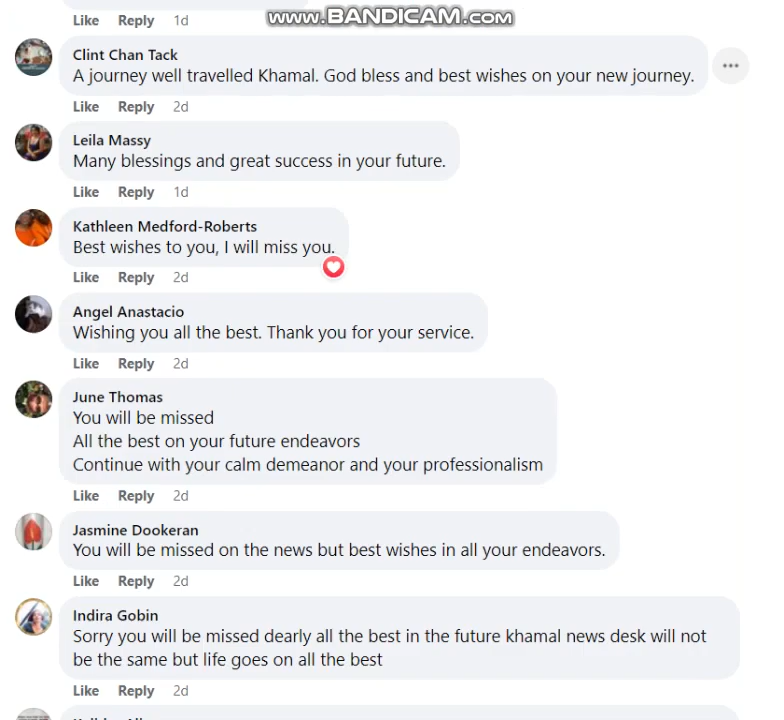 www.BANDICAM.com
Like Reply 1d
Clint Chan Tack
A journey well travelled Khamal. God bless and best wishes on your new journey.
Like Reply 2d
Leila Massy
Many blessings and great success in your future.
Like Reply 1d
Kathleen Medford-Roberts
Best wishes to you, I will miss you.
Like Reply 2d
Angel Anastacio
Wishing you all the best. Thank you for your service.
Like Reply 2d
June Thomas
You will be missed
All the best on your future endeavors
Continue with your calm demeanor and your professionalism
Like Reply 2d
Jasmine Dookeran
You will be missed on the news but best wishes in all your endeavors.
Like Reply 2d
Indira Gobin
Sorry you will be missed dearly all the best in the future khamal news desk will not
be the same but life goes on all the best
Like Reply 2d